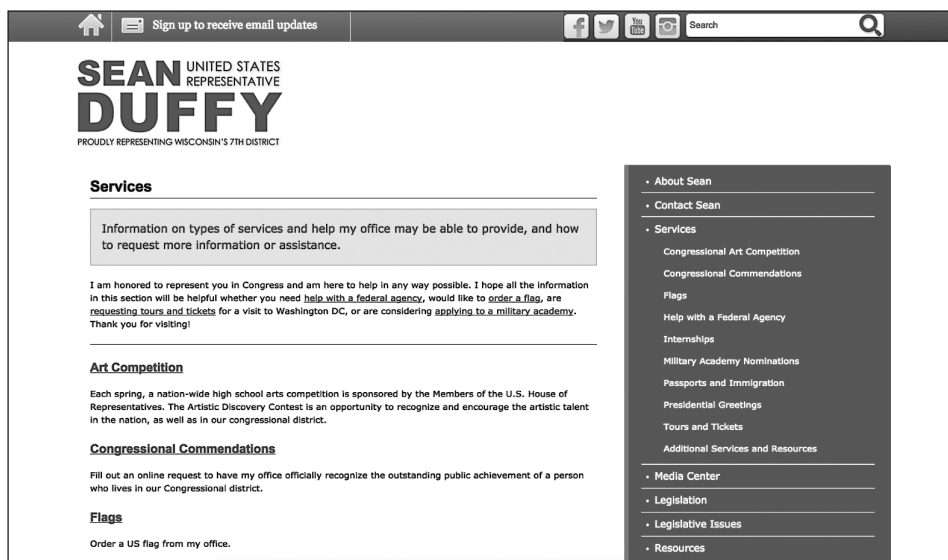 Sign up to receive email updates
You
Tube
Search
SEAN UNITED STATES
REPRESENTATIVE
DUFFY
PROUDLY REPRESENTING WISCONSIN'S 7TH DISTRICT
Services
Information on types of services and help my office may be able to provide, and how
to request more information or assistance.
I am honored to represent you in Congress and am here to help in any way possible. I hope all the information
in this section will be helpful whether you need help with a federal agency, would like to order a flag, are
requesting tours and tickets for a visit to Washington DC, or are considering applying to a military academy.
Thank you for visiting!
Art Competition
Each spring, a nation-wide high school arts competition is sponsored by the Members of the U.S. House of
Representatives. The Artistic Discovery Contest is an opportunity to recognize and encourage the artistic talent
in the nation, as well as in our congressional district.
Congressional Commendations
Fill out an online request to have my office officially recognize the outstanding public achievement of a person
who lives in our Congressional district.
Flags
Order a US flag from my office.
• About Sean
• Contact Sean
• Services
Congressional Art Competition
Congressional Commendations
Flags
Help with a Federal Agency
Internships
Military Academy Nominations
Passports and Immigration
Presidential Greetings
Tours and Tickets
Additional Services and Resources
• Media Center
• Legislation
• Legislative Issues
• Resources